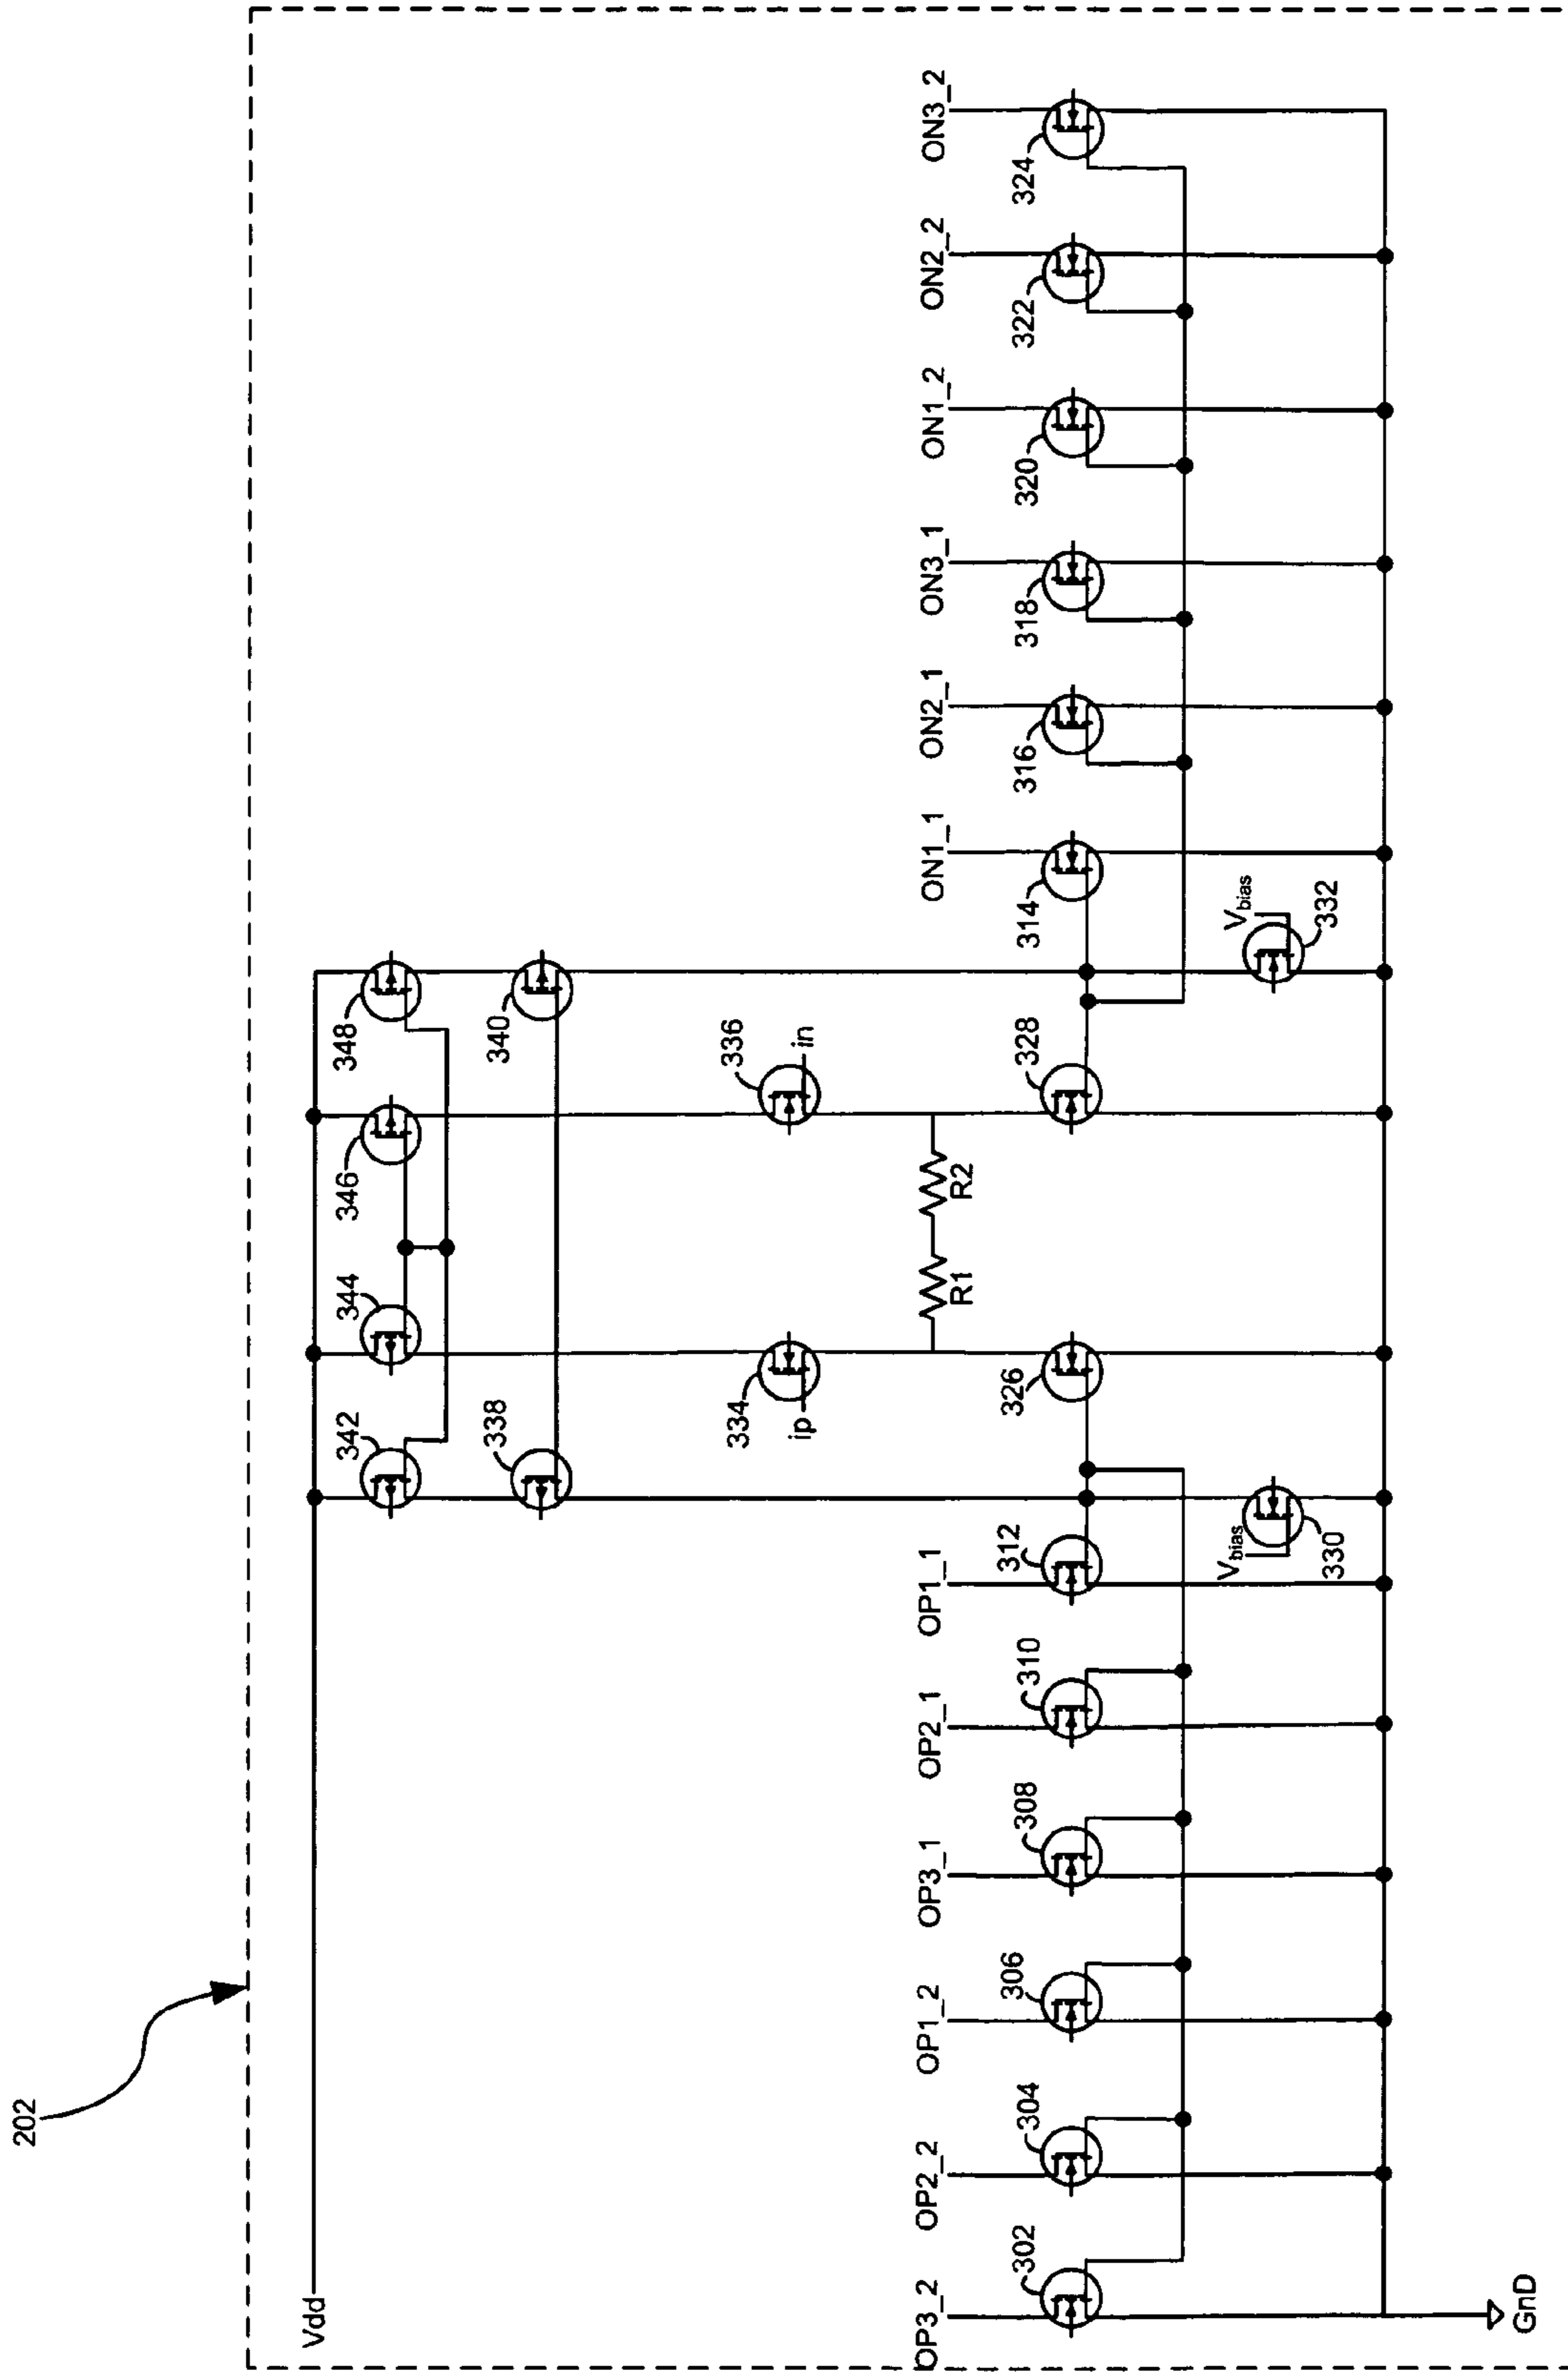 202
Vdd
342
344
346
348
338
340
334
ip
336
in
R1
R2
OP3_2
OP2_2
OP1_2
OP3_1
OP2_1
OP1_1
ON1_1
ON2_1
ON3_1
ON1_2
ON2_2
ON3_2
302
304
306
308
310
312
326
328
314
316
318
320
322
324
Vbias
330
Vbias
332
GnD